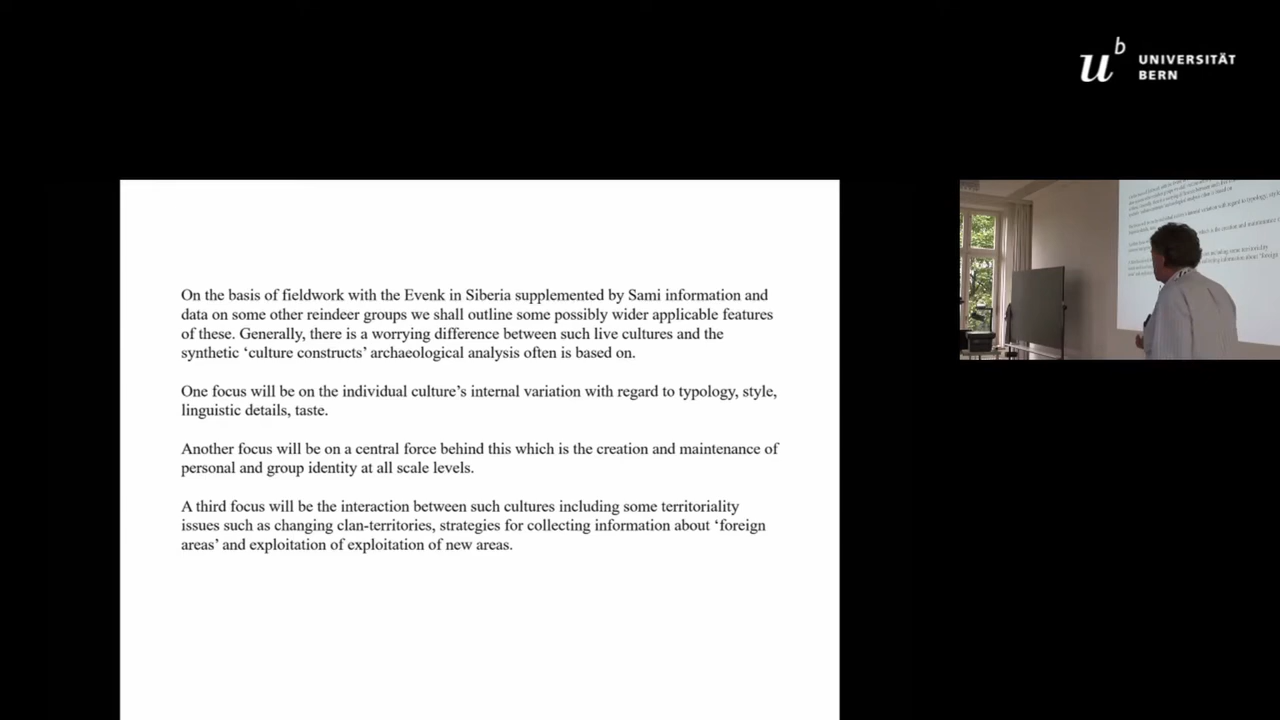 u^b
UNIVERSITÄT
BERN
On the basis of fieldwork with the Evenk in Siberia supplemented by Sami information and
data on some other reindeer groups we shall outline some possibly wider applicable features
of these. Generally, there is a worrying difference between such live cultures and the
synthetic ‘culture constructs’ archaeological analysis often is based on.
One focus will be on the individual culture’s internal variation with regard to typology, style,
linguistic details, taste.
Another focus will be on a central force behind this which is the creation and maintenance of
personal and group identity at all scale levels.
A third focus will be the interaction between such cultures including some territoriality
issues such as changing clan-territories, strategies for collecting information about ‘foreign
areas’ and exploitation of exploitation of new areas.